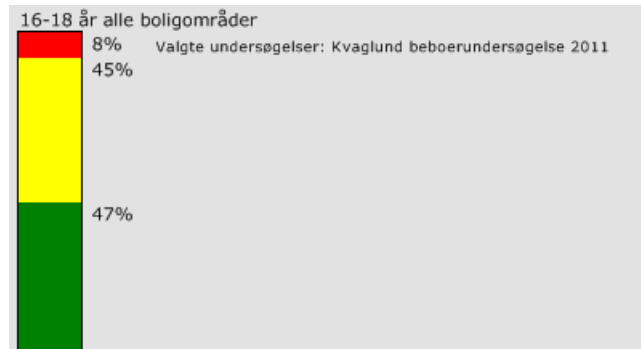 16-18 år alle boligområder
8% Valgte undersøgelser: Kvaglund beboerundersøgelse 2011
45%
47%